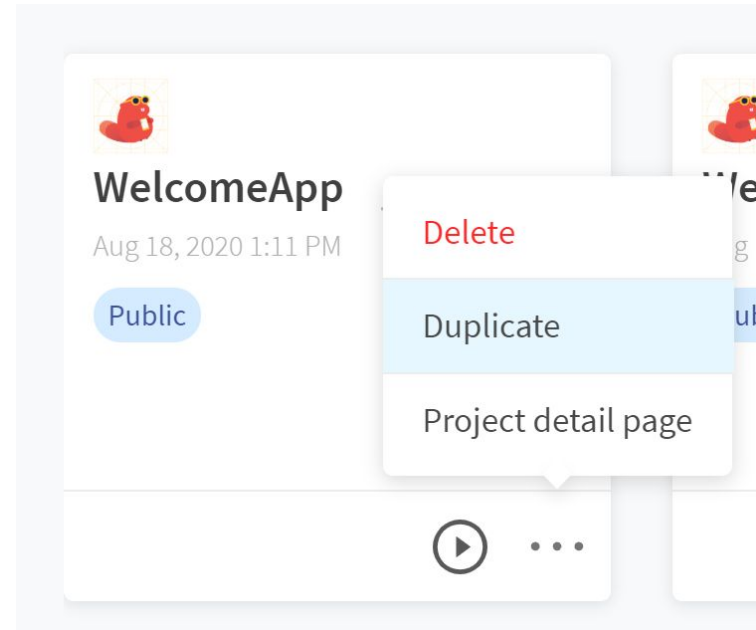 WelcomeApp
Aug 18, 2020 1:11 PM
Public
Delete
Duplicate
Project detail page